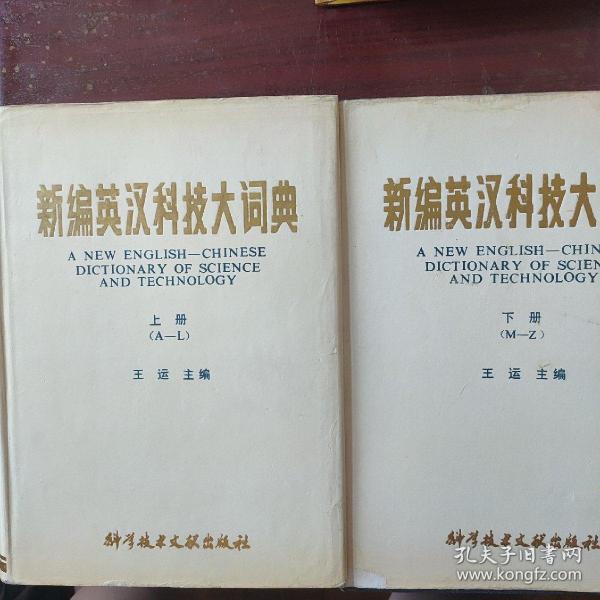 新编英汉科技大词典
A NEW ENGLISH—CHINESE
DICTIONARY OF SCIENCE
AND TECHNOLOGY
上册
(A—L)
王运 主编
科学技术文献出版社
新编英汉科技大
A NEW ENGLISH—CHIN
DICTIONARY OF SCIEN
AND TECHNOLOGY
下册
(M—Z)
王运 主编
科学技术文献出
孔夫子旧书网
www.kongfz.com